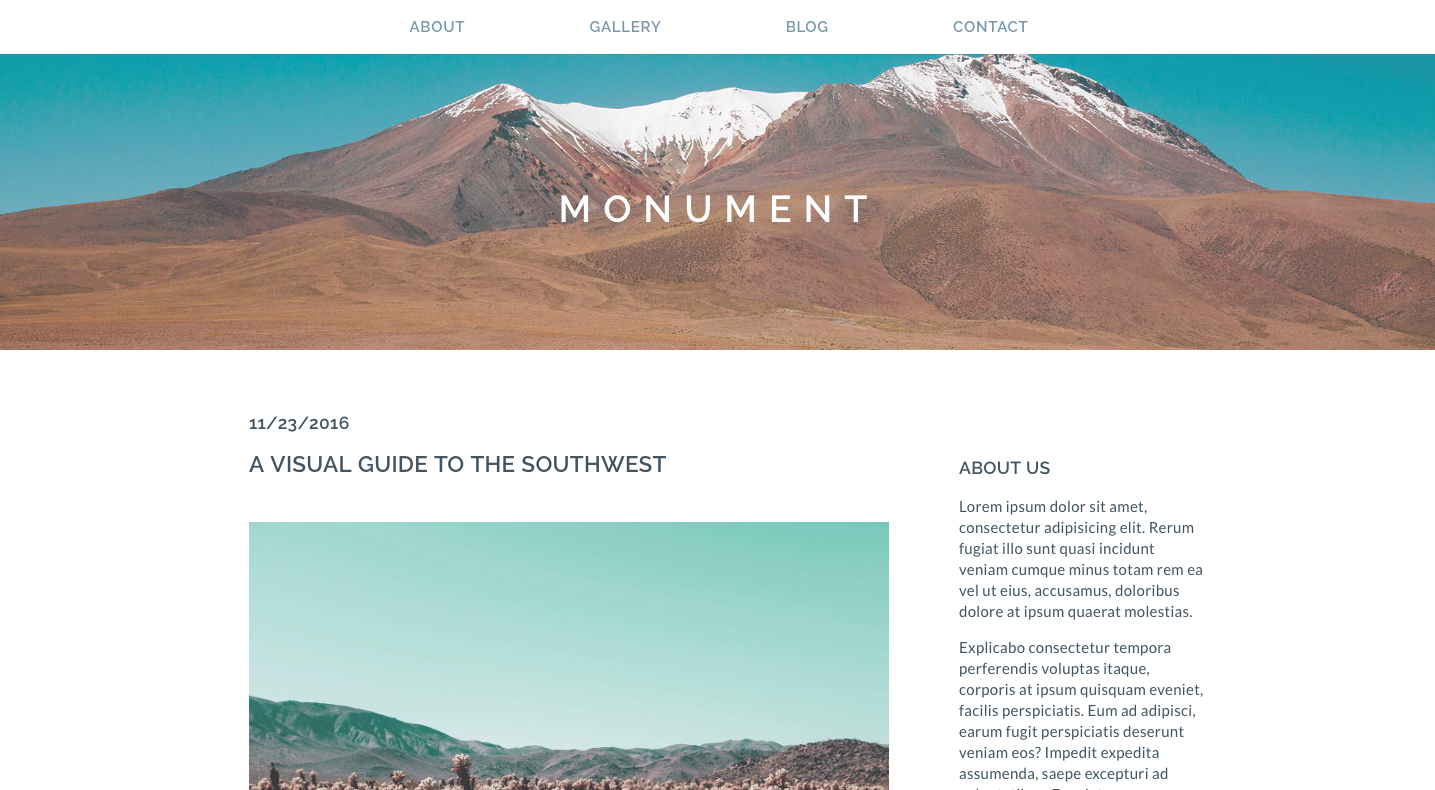 ABOUT GALLERY BLOG CONTACT
MONUMENT
11/23/2016
A VISUAL GUIDE TO THE SOUTHWEST
ABOUT US
Lorem ipsum dolor sit amet,
consectetur adipisicing elit. Rerum
fugiat illo sunt quasi incidunt
veniam cumque minus totam rem ea
vel ut eius, accusamus, doloribus
dolore at ipsum quaerat molestias.
Explicabo consectetur tempora
perferendis voluptas itaque,
corporis at ipsum quisquam eveniet,
facilis perspiciatis. Eum ad adipisci,
earum fugit perspiciatis deserunt
veniam eos? Impedit expedita
assumenda, saepe excepturi ad